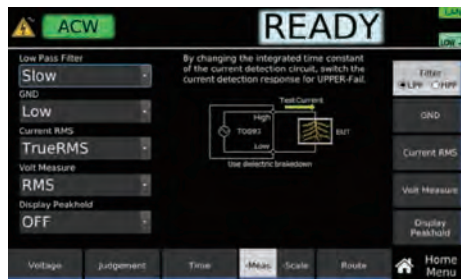 ACW
READY
LOW
Low Pass Filter
Slow
GND
Low
Current RMS
TrueRMS
Volt Measure
RMS
Display Peakhold
OFF
By changing the integrated time constant
of the current detection circuit, switch the
current detection response for UPPER-Fail.
Test Current
High
Low
EUT
Use dielectric breakdown
Filter
LPF HPF
GND
Current RMS
Volt Measure
Display
Peakhold
Voltage
Judgement
Time
Meas.
Scale
Route
Home
Menu